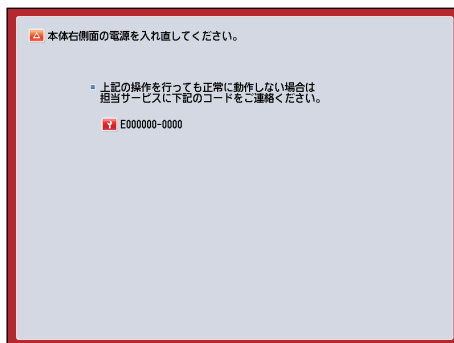 本体右側面の電源を入れ直してください。
上記の操作を行っても正常に動作しない場合は
担当サービスに下記のコードをご連絡ください。
E000000-0000